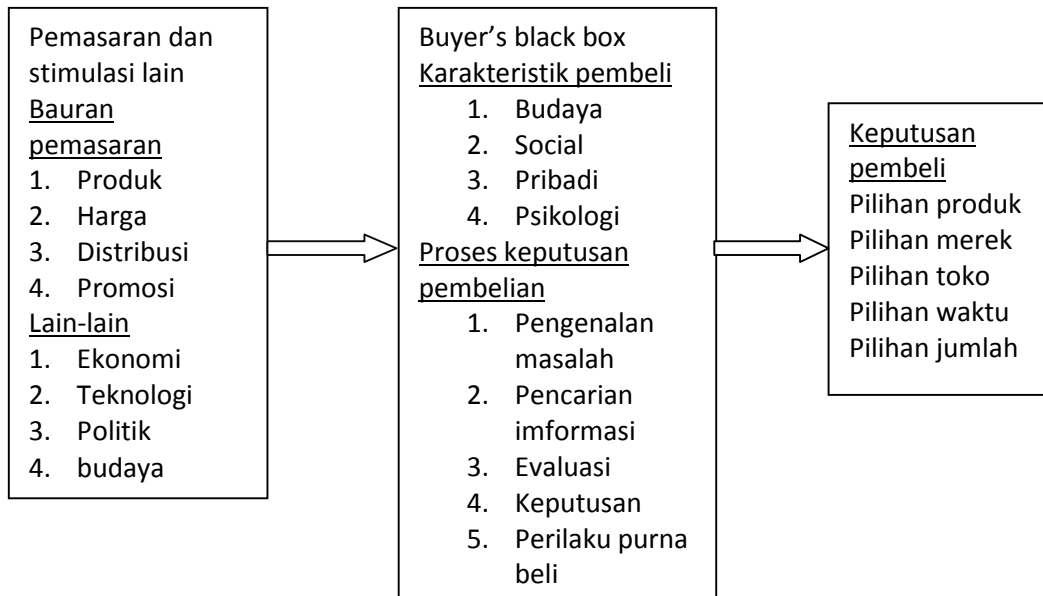 Pemasaran dan
stimulasi lain
Bauran
pemasaran
1. Produk
2. Harga
3. Distribusi
4. Promosi
Lain-lain
1. Ekonomi
2. Teknologi
3. Politik
4. budaya
Buyer’s black box
Karakteristik pembeli
1. Budaya
2. Social
3. Pribadi
4. Psikologi
Proses keputusan
pembelian
1. Pengenalan
masalah
2. Pencarian
imformasi
3. Evaluasi
4. Keputusan
5. Perilaku purna
beli
Keputusan
pembeli
Pilihan produk
Pilihan merek
Pilihan toko
Pilihan waktu
Pilihan jumlah